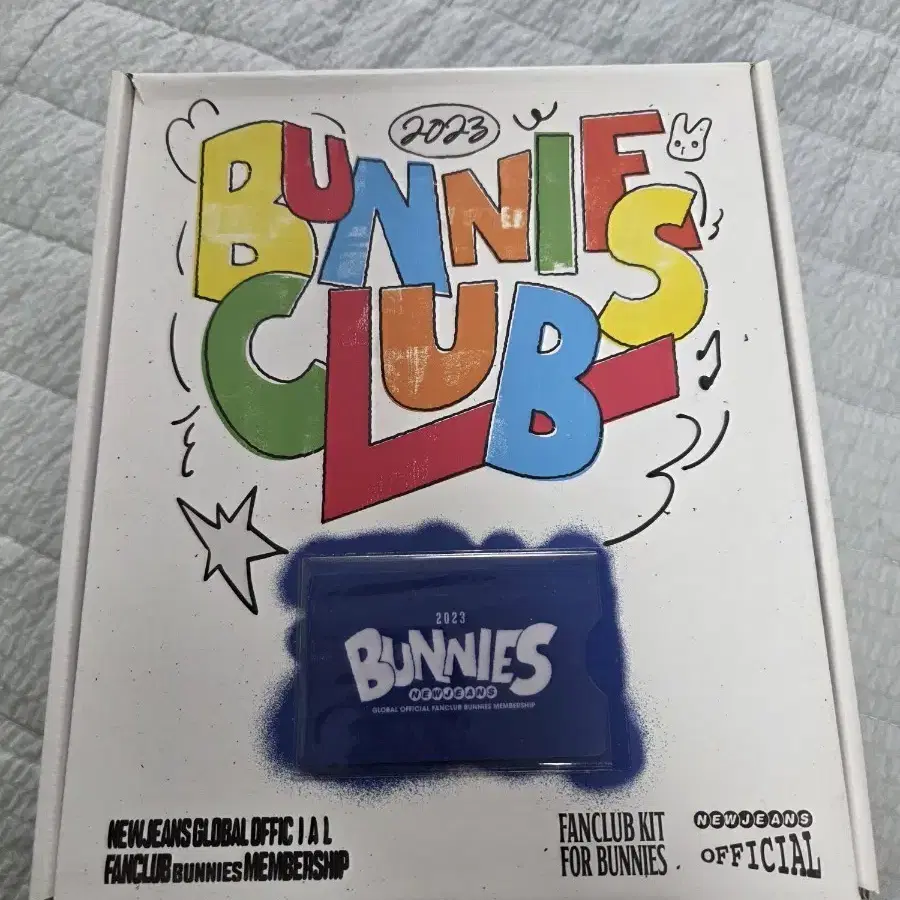 2023
BUNNIES
CLUB
2023
BUNNIES
NEWJEANS
GLOBAL OFFICIAL FANCLUB BUNNIES MEMBERSHIP
NEWJEANS GLOBAL OFFICIAL
FANCLUB BUNNIES MEMBERSHIP
FANCLUB KIT
FOR BUNNIES
NEWJEANS
OFFICIAL